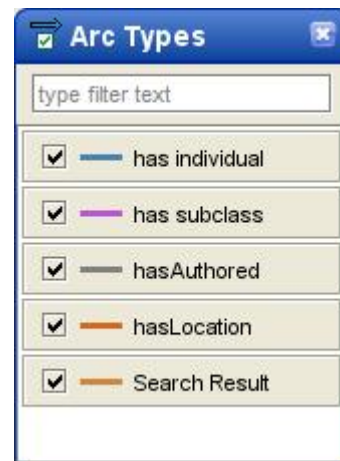 Arc Types
type filter text
has individual
has subclass
hasAuthored
hasLocation
Search Result